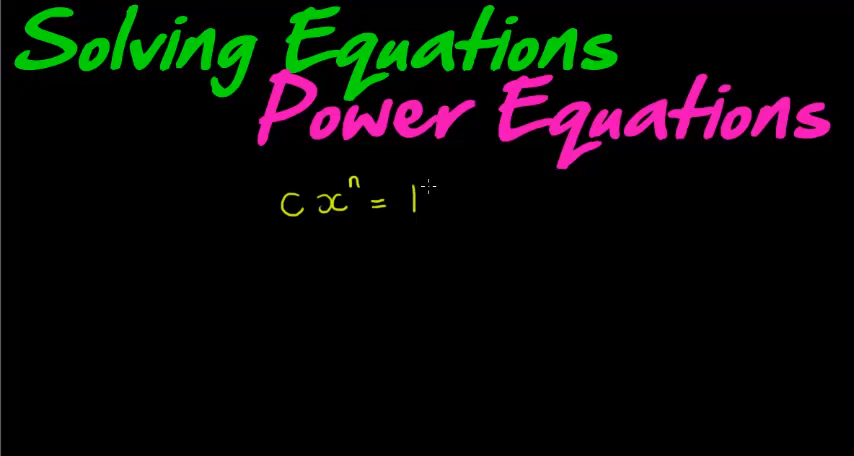 Solving Equations
Power Equations
c xⁿ = 1